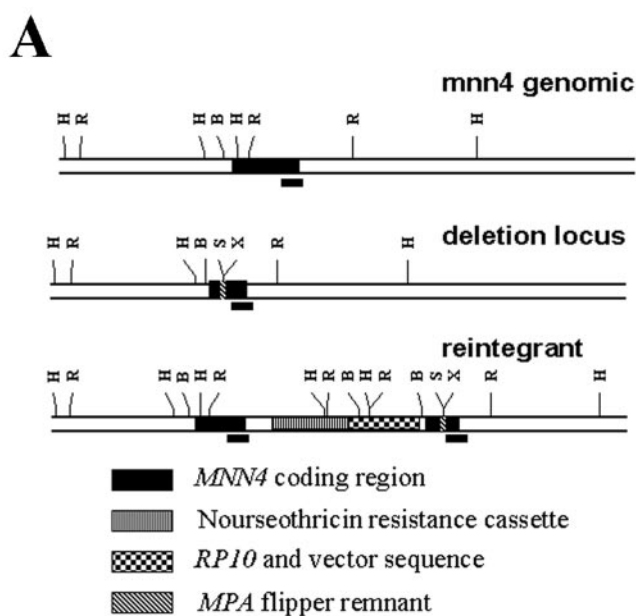 A
mnn4 genomic
H R H B H R R H
deletion locus
H R H B S X R H
reintegrant
H R H B H R H R B H R B S X R H
MNN4 coding region
Nourseothricin resistance cassette
RP10 and vector sequence
MPA flipper remnant